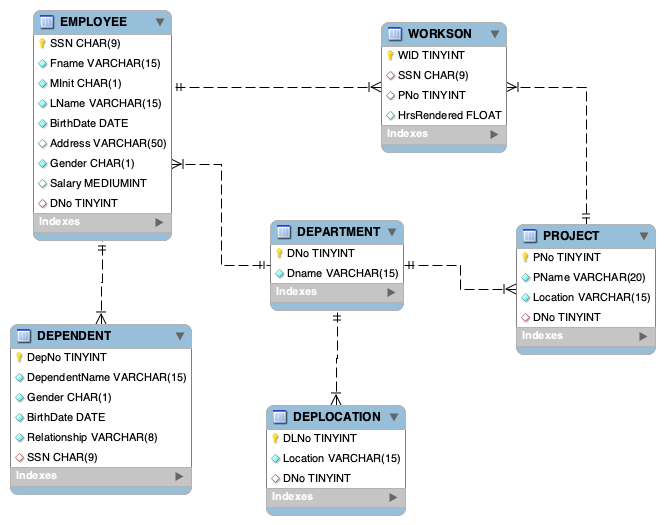 EMPLOYEE
SSN CHAR(9)
Fname VARCHAR(15)
MInit CHAR(1)
LName VARCHAR(15)
BirthDate DATE
Address VARCHAR(50)
Gender CHAR(1)
Salary MEDIUMINT
DNo TINYINT
Indexes
WORKSON
WID TINYINT
SSN CHAR(9)
PNo TINYINT
HrsRendered FLOAT
Indexes
DEPARTMENT
DNo TINYINT
Dname VARCHAR(15)
Indexes
PROJECT
PNo TINYINT
PName VARCHAR(20)
Location VARCHAR(15)
DNo TINYINT
Indexes
DEPENDENT
DepNo TINYINT
DependentName VARCHAR(15)
Gender CHAR(1)
BirthDate DATE
Relationship VARCHAR(8)
SSN CHAR(9)
Indexes
DEPLOCATION
DLNo TINYINT
Location VARCHAR(15)
DNo TINYINT
Indexes